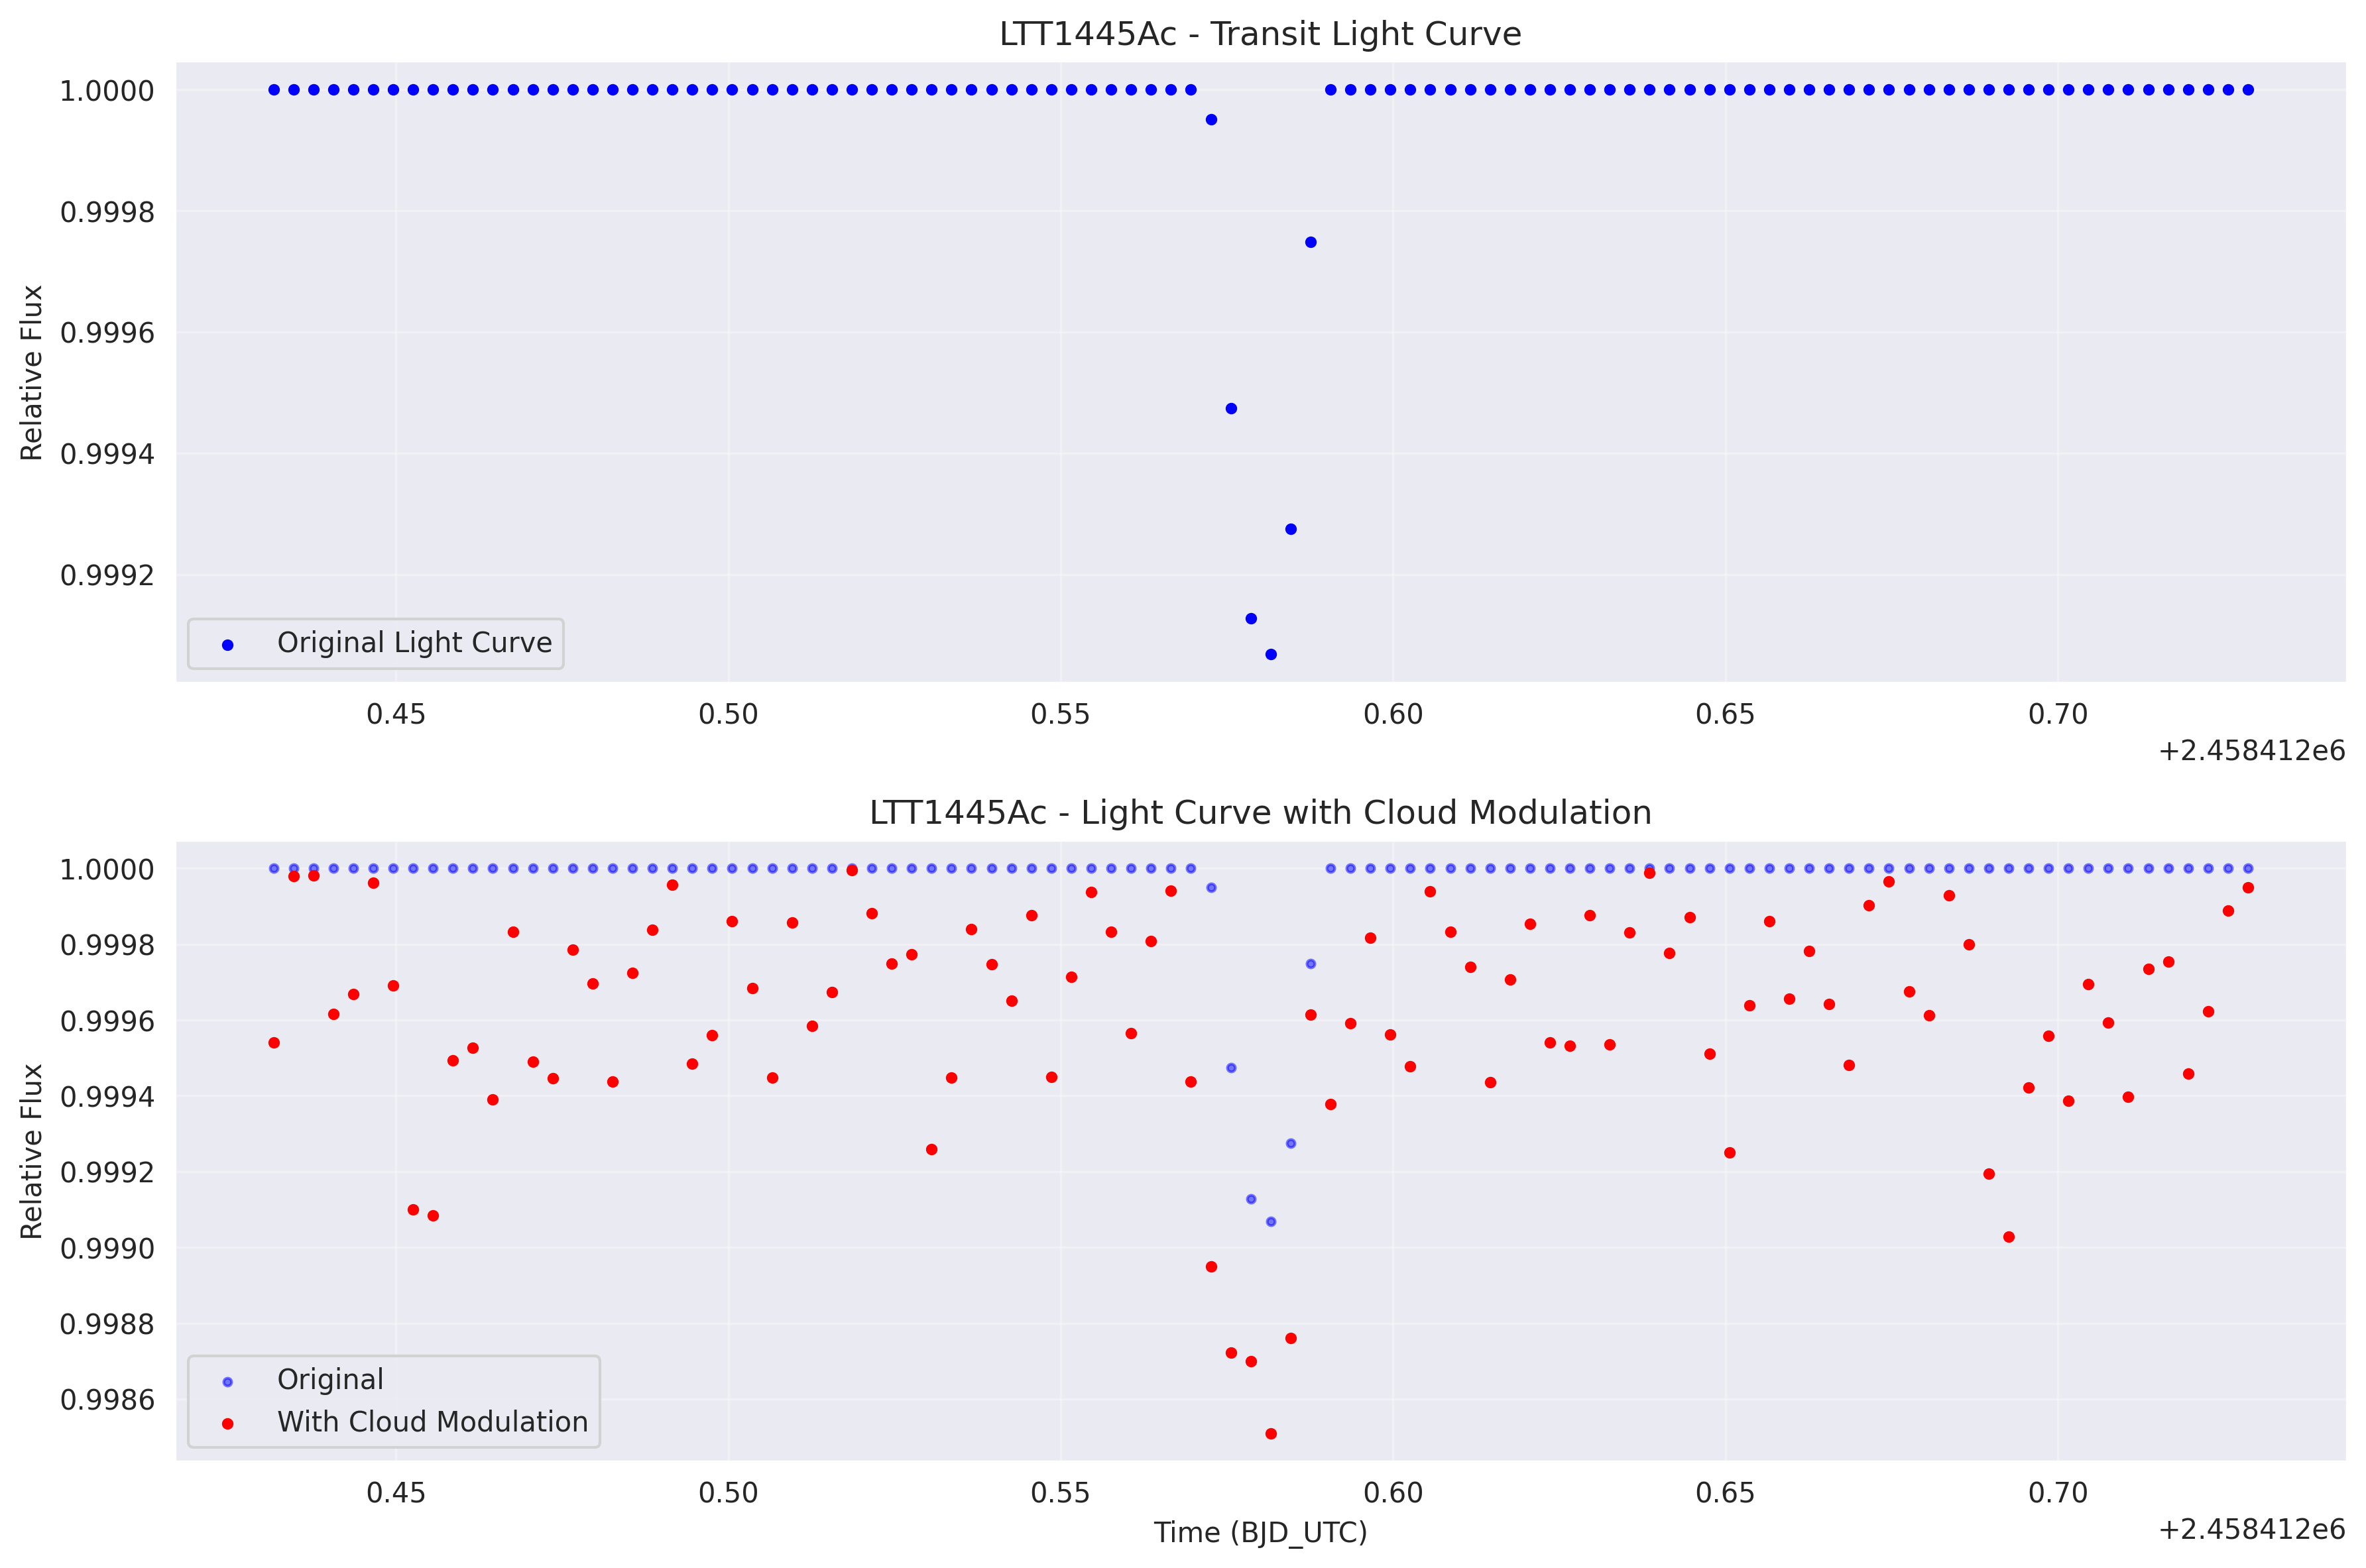 LTT1445Ac - Transit Light Curve
Relative Flux
1.0000
0.9998
0.9996
0.9994
0.9992
Original Light Curve
0.45 0.50 0.55 0.60 0.65 0.70
+2.458412e6
LTT1445Ac - Light Curve with Cloud Modulation
Relative Flux
1.0000
0.9998
0.9996
0.9994
0.9992
0.9990
0.9988
0.9986
Original
With Cloud Modulation
0.45 0.50 0.55 0.60 0.65 0.70
Time (BJD_UTC)
+2.458412e6